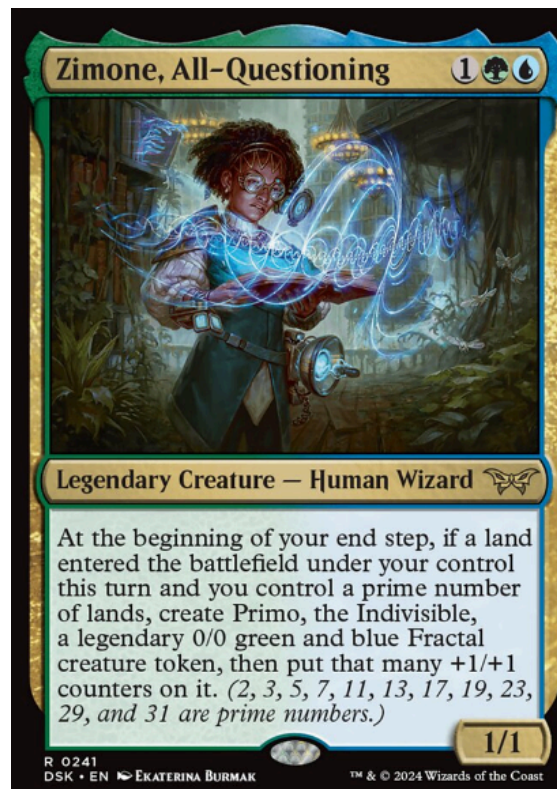 Zimone, All-Questioning 1
Legendary Creature — Human Wizard
At the beginning of your end step, if a land
entered the battlefield under your control
this turn and you control a prime number
of lands, create Primo, the Indivisible,
a legendary 0/0 green and blue Fractal
creature token, then put that many +1/+1
counters on it. (2, 3, 5, 7, 11, 13, 17, 19, 23,
29, and 31 are prime numbers.)
1/1
R 0241
DSK • EN EKATERINA BURMAK
™ & © 2024 Wizards of the Coast